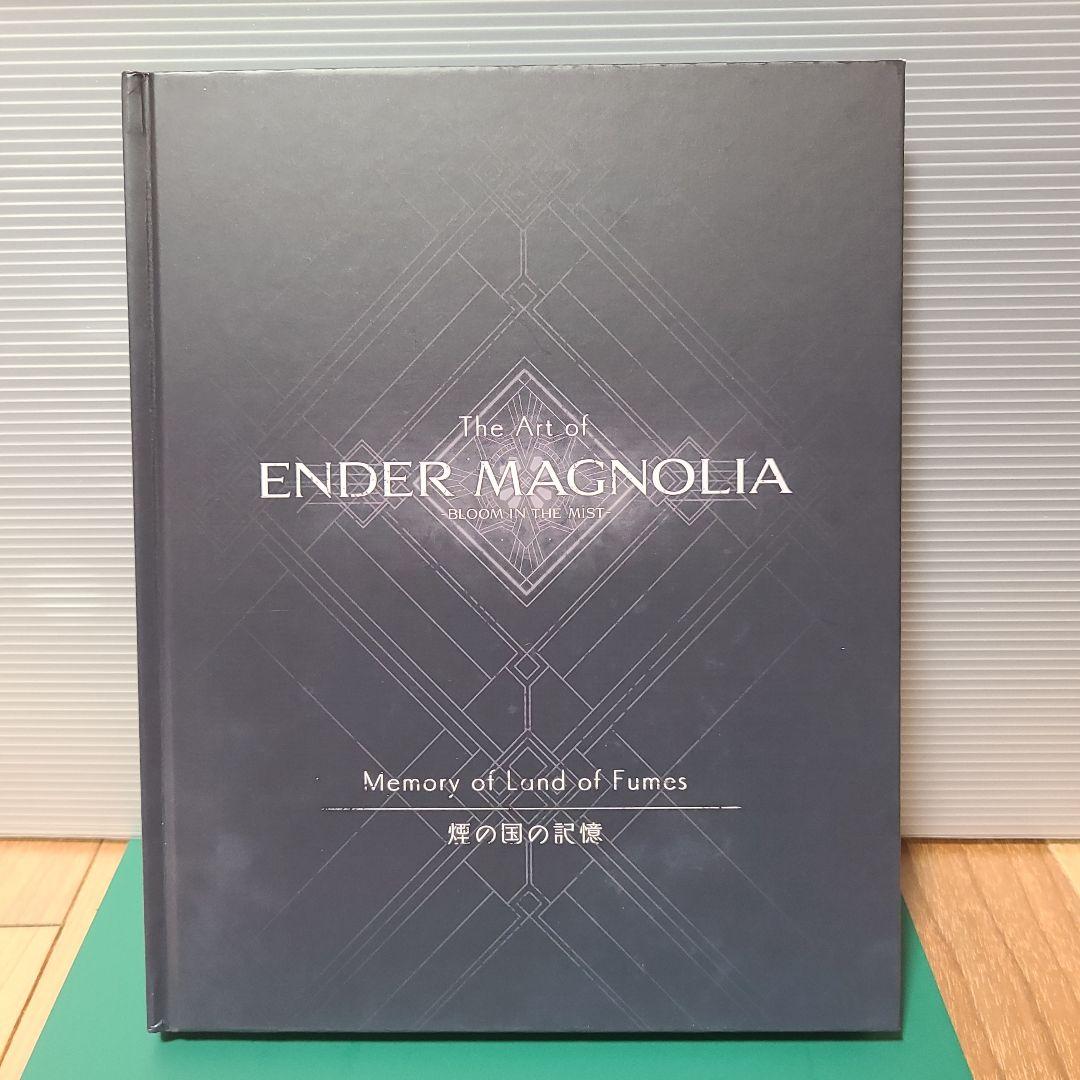 The Art of
ENDER MAGNOLIA
-BLOOM IN THE MIST-
Memory of Land of Fumes
煙の国の記憶